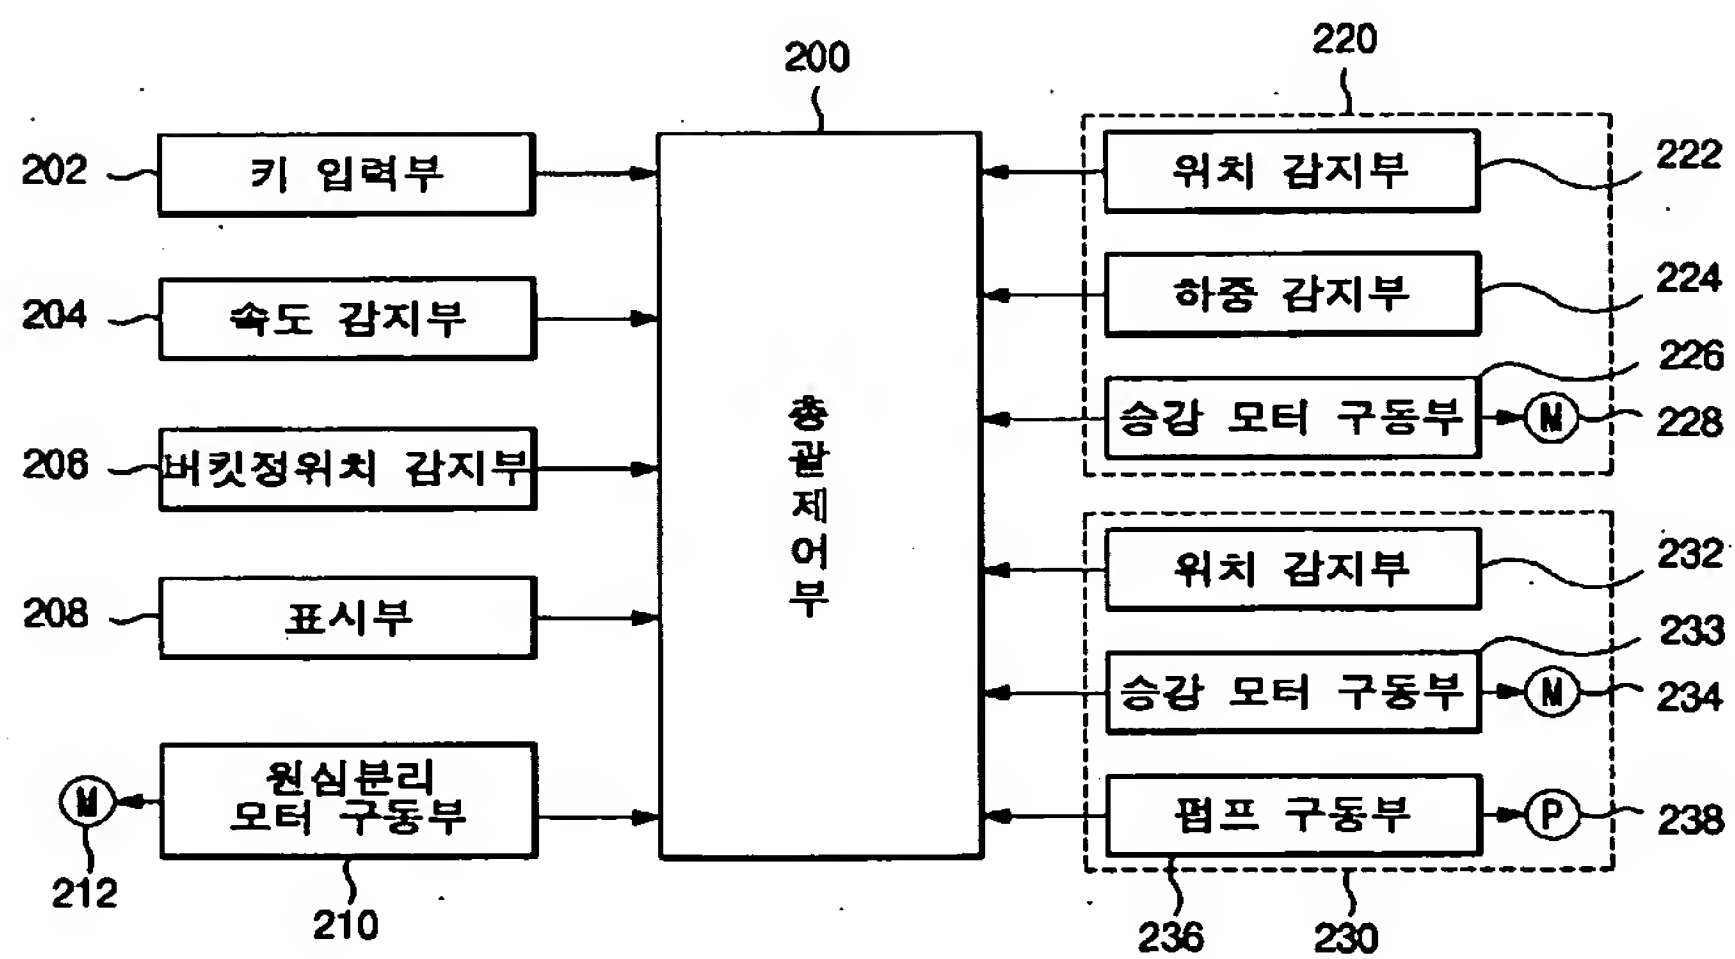 200
220
202
키 입력부
204
속도 감지부
206
버킷정위치 감지부
208
표시부
원심분리
모터 구동부
M
212
210
총괄제어부
위치 감지부
222
하중 감지부
224
226
승강 모터 구동부
M
228
위치 감지부
232
233
승강 모터 구동부
M
234
펌프 구동부
P
238
236
230